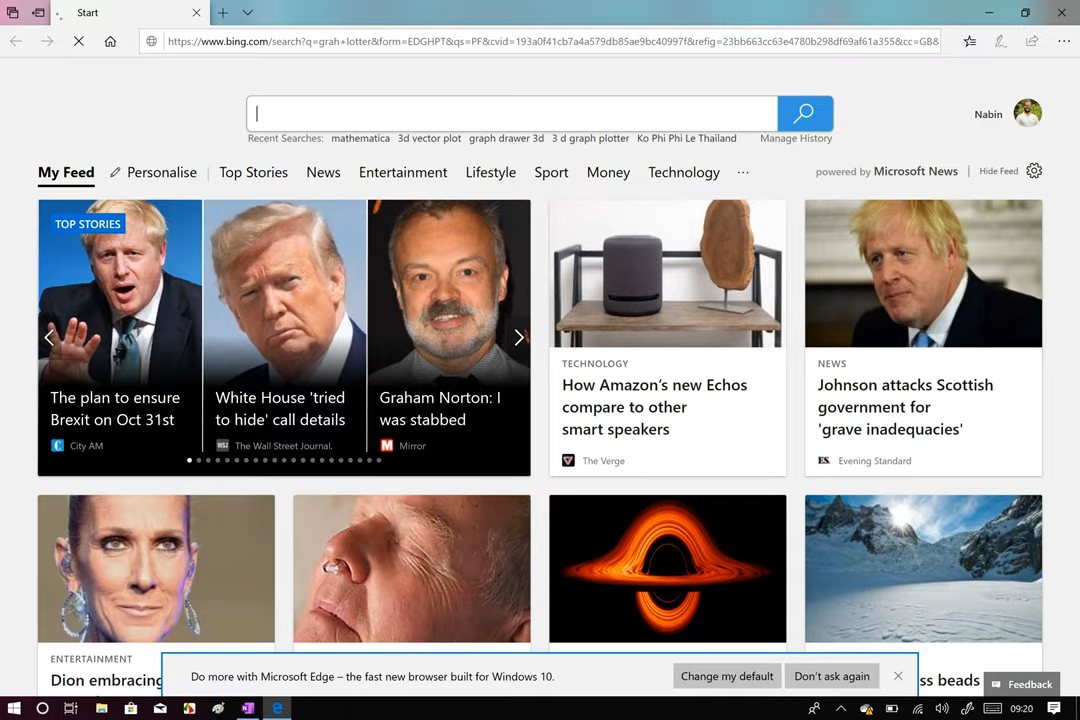 Start
https://www.bing.com/search?q=grah+lotter&form=EDGHPT&qs=PF&cvid=193a0f41cb7a4a579db85ae9bc40997f&refig=23bb663cc63e4780b298df69af61a355&cc=GB&
Nabin
Recent Searches: mathematica 3d vector plot graph drawer 3d 3 d graph plotter Ko Phi Phi Le Thailand Manage History
My Feed Personalise Top Stories News Entertainment Lifestyle Sport Money Technology ... powered by Microsoft News Hide Feed
TOP STORIES
The plan to ensure
Brexit on Oct 31st
City AM
White House 'tried
to hide' call details
WSJ The Wall Street Journal.
Graham Norton: I
was stabbed
M Mirror
TECHNOLOGY
How Amazon's new Echos
compare to other
smart speakers
The Verge
NEWS
Johnson attacks Scottish
government for
'grave inadequacies'
ES. Evening Standard
ENTERTAINMENT
Dion embracing
ss beads
Do more with Microsoft Edge – the fast new browser built for Windows 10.
Change my default
Don't ask again
Feedback
09:20